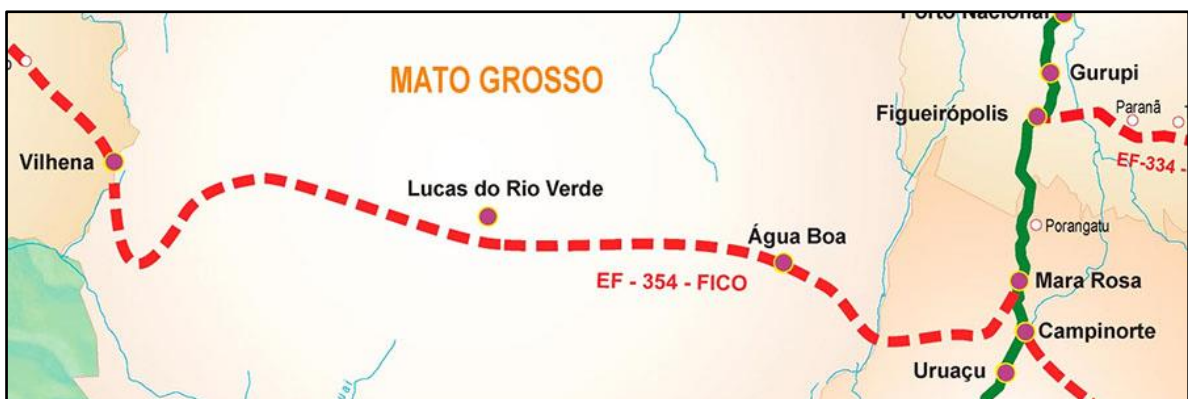 Porto Nacional
MATO GROSSO
Gurupi
Figueirópolis
Paranã
EF-334 -
Vilhena
Lucas do Rio Verde
Água Boa
Porangatu
EF - 354 - FICO
Mara Rosa
Campinorte
Uruaçu
uai